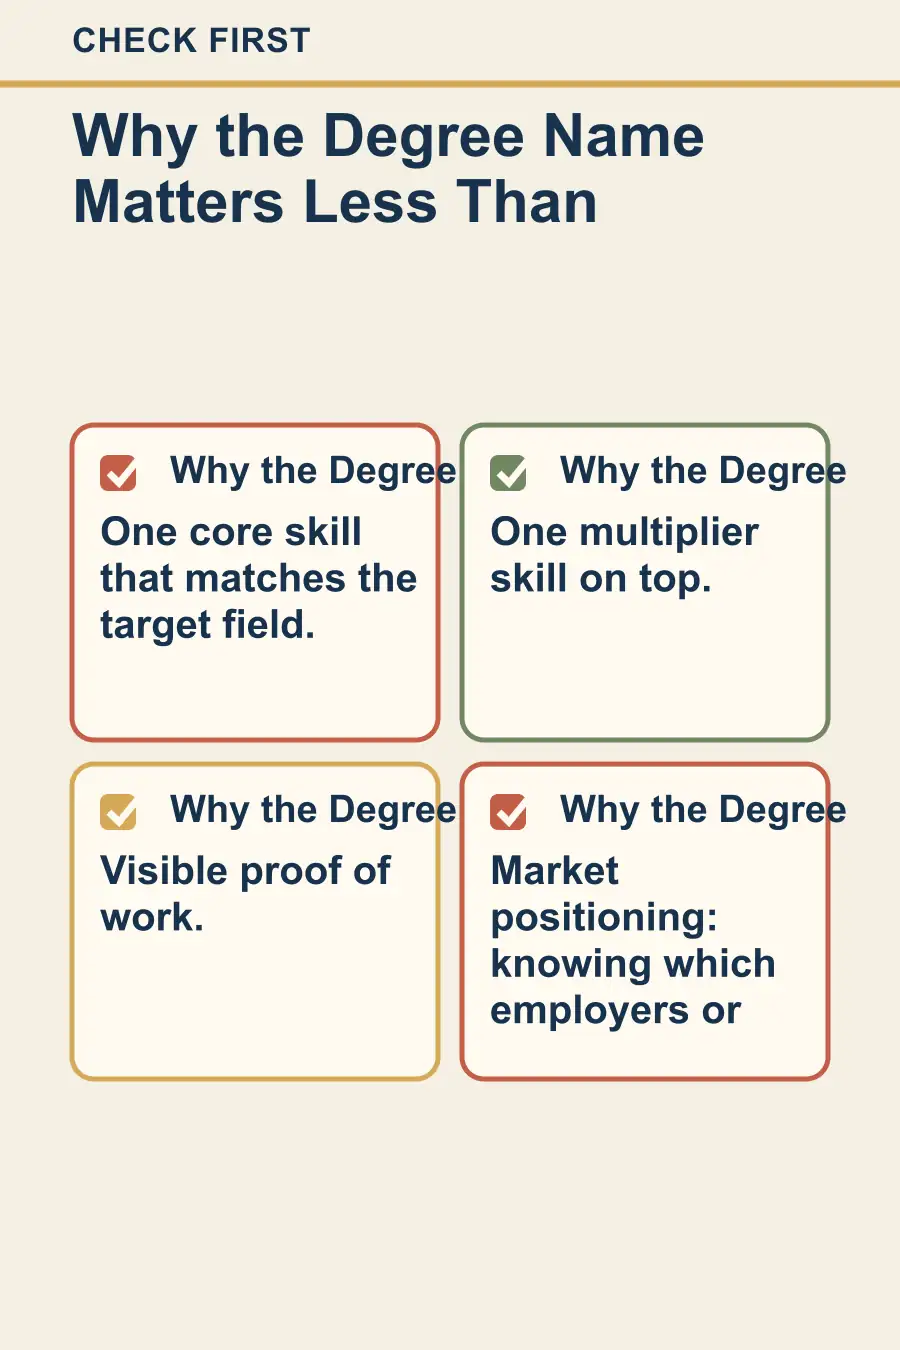 CHECK FIRST
Why the Degree Name
Matters Less Than
Why the Degree
One core skill
that matches the
target field.
Why the Degree
One multiplier
skill on top.
Why the Degree
Visible proof of
work.
Why the Degree
Market
positioning:
knowing which
employers or